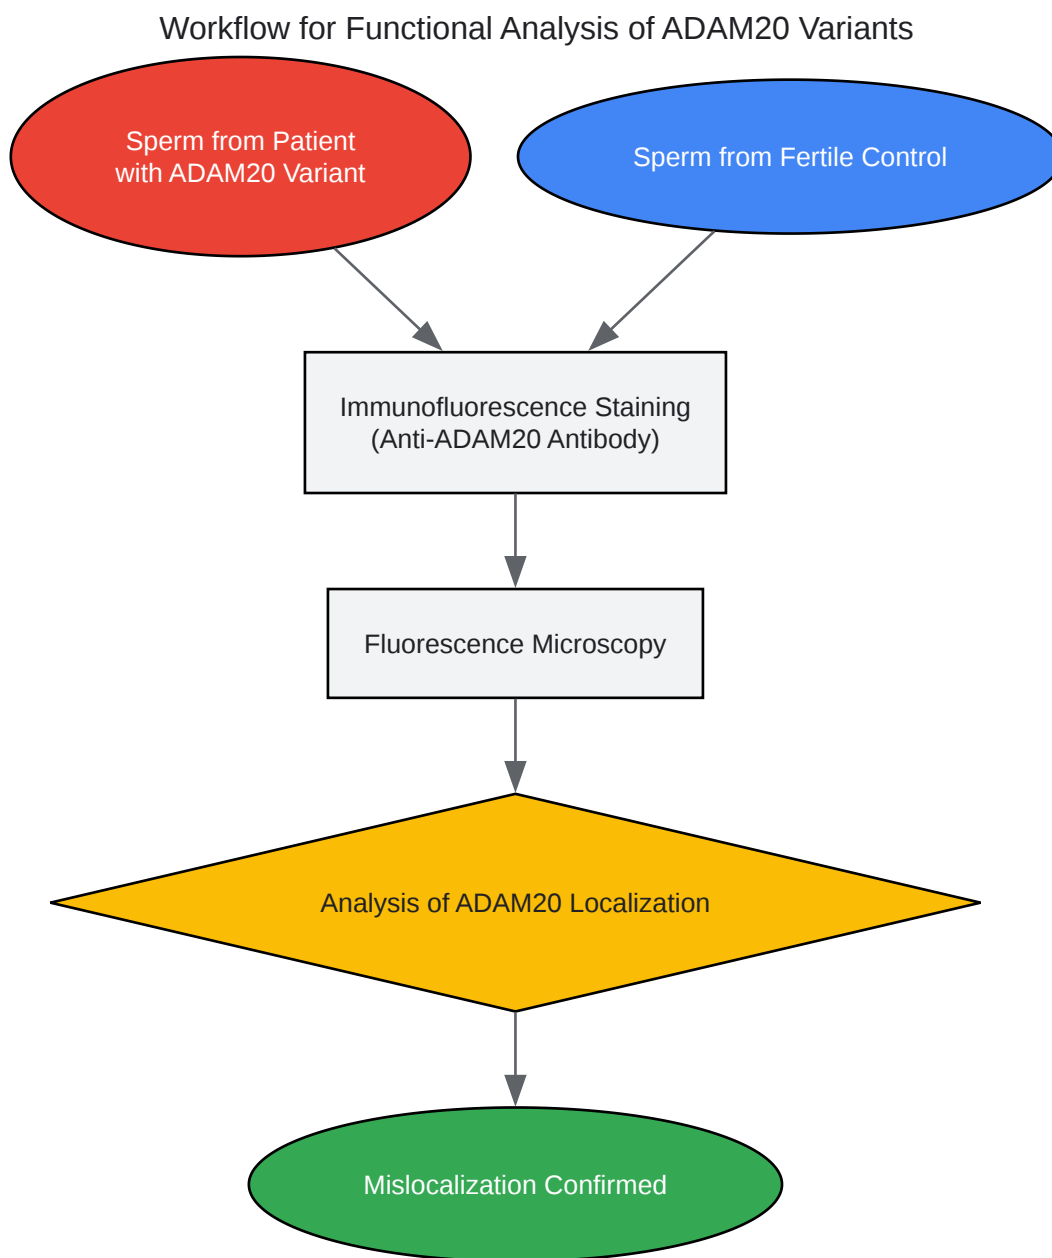 Workflow for Functional Analysis of ADAM20 Variants
Sperm from Patient
with ADAM20 Variant
Sperm from Fertile Control
Immunofluorescence Staining
(Anti-ADAM20 Antibody)
Fluorescence Microscopy
Analysis of ADAM20 Localization
Mislocalization Confirmed